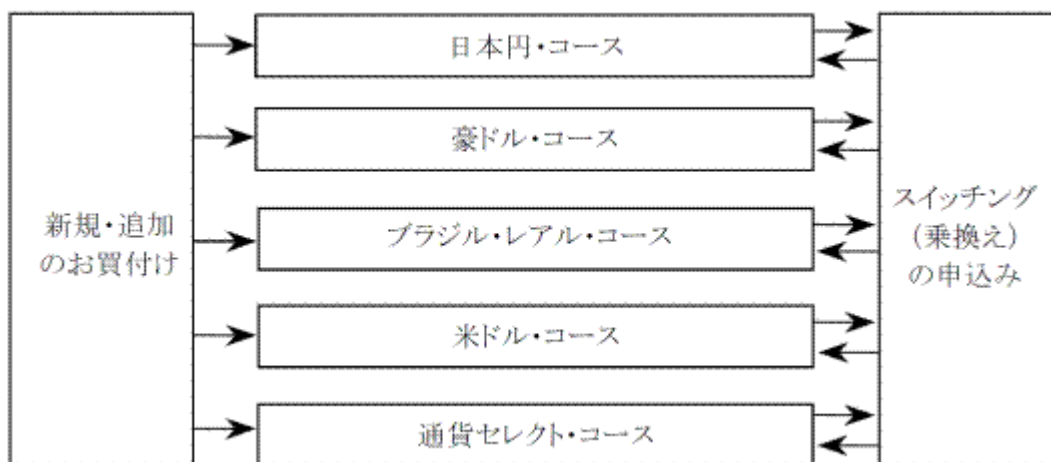 新規・追加
のお買付け
日本円・コース
豪ドル・コース
ブラジル・レアル・コース
米ドル・コース
通貨セレクト・コース
スイッチング
（乗換え）
の申込み